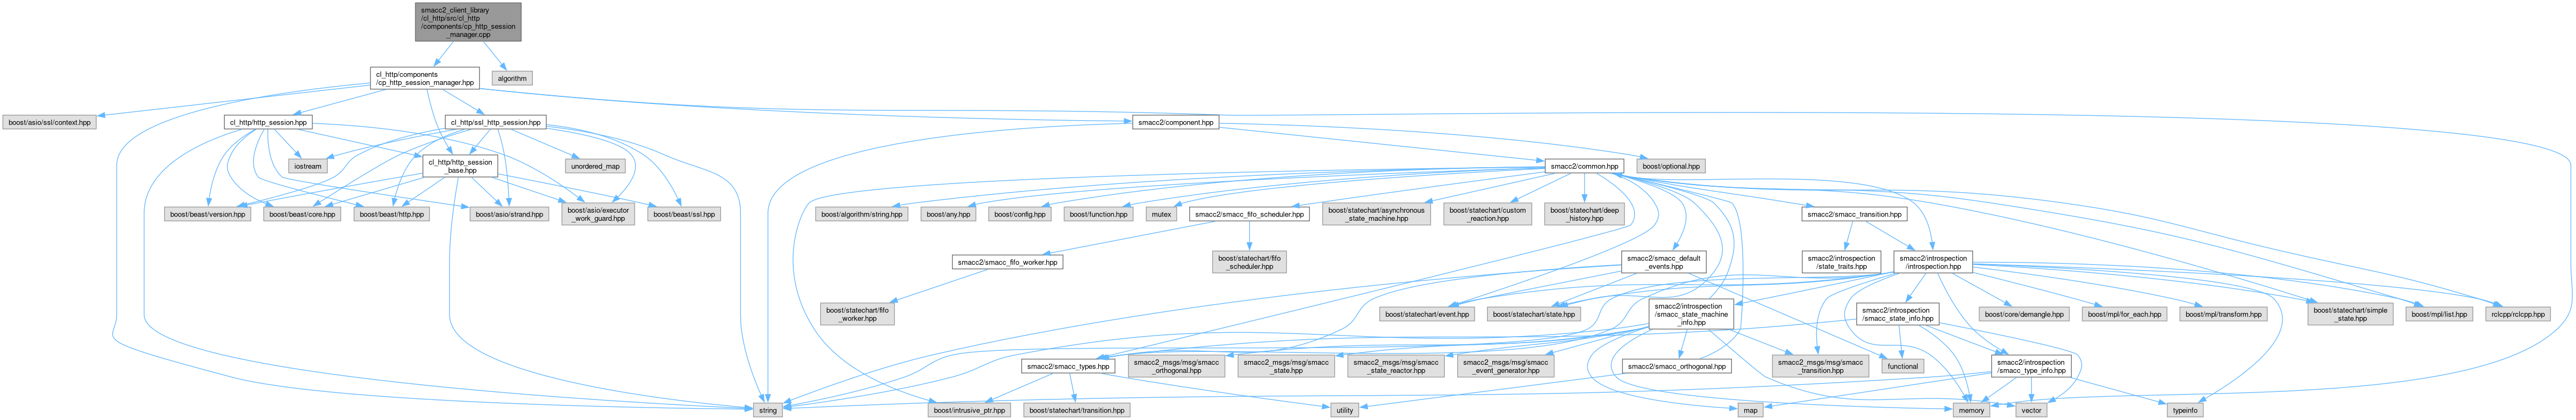 smacc2_client_library
/cl_http/src/cl_http
/components/cp_http_session
_manager.cpp
cl_http/components
/cp_http_session_manager.hpp
algorithm
boost/asio/ssl/context.hpp
cl_http/http_session.hpp
cl_http/ssl_http_session.hpp
smacc2/component.hpp
iostream
cl_http/http_session
_base.hpp
unordered_map
smacc2/common.hpp
boost/optional.hpp
boost/beast/version.hpp
boost/beast/core.hpp
boost/beast/http.hpp
boost/asio/strand.hpp
boost/asio/executor
_work_guard.hpp
boost/beast/ssl.hpp
boost/algorithm/string.hpp
boost/any.hpp
boost/config.hpp
boost/function.hpp
mutex
smacc2/smacc_fifo_scheduler.hpp
boost/statechart/asynchronous
_state_machine.hpp
boost/statechart/custom
_reaction.hpp
boost/statechart/deep
_history.hpp
smacc2/smacc_transition.hpp
smacc2/smacc_fifo_worker.hpp
boost/statechart/fifo
_scheduler.hpp
smacc2/smacc_default
_events.hpp
smacc2/introspection
/state_traits.hpp
smacc2/introspection
/introspection.hpp
boost/statechart/fifo
_worker.hpp
boost/statechart/event.hpp
boost/statechart/state.hpp
smacc2/introspection
/smacc_state_machine
_info.hpp
smacc2/introspection
/smacc_state_info.hpp
boost/core/demangle.hpp
boost/mpl/for_each.hpp
boost/mpl/transform.hpp
boost/statechart/simple
_state.hpp
boost/mpl/list.hpp
rclcpp/rclcpp.hpp
smacc2/smacc_types.hpp
smacc2_msgs/msg/smacc
_orthogonal.hpp
smacc2_msgs/msg/smacc
_state.hpp
smacc2_msgs/msg/smacc
_state_reactor.hpp
smacc2_msgs/msg/smacc
_event_generator.hpp
smacc2/smacc_orthogonal.hpp
smacc2_msgs/msg/smacc
_transition.hpp
functional
smacc2/introspection
/smacc_type_info.hpp
string
boost/intrusive_ptr.hpp
boost/statechart/transition.hpp
utility
map
memory
vector
typeinfo